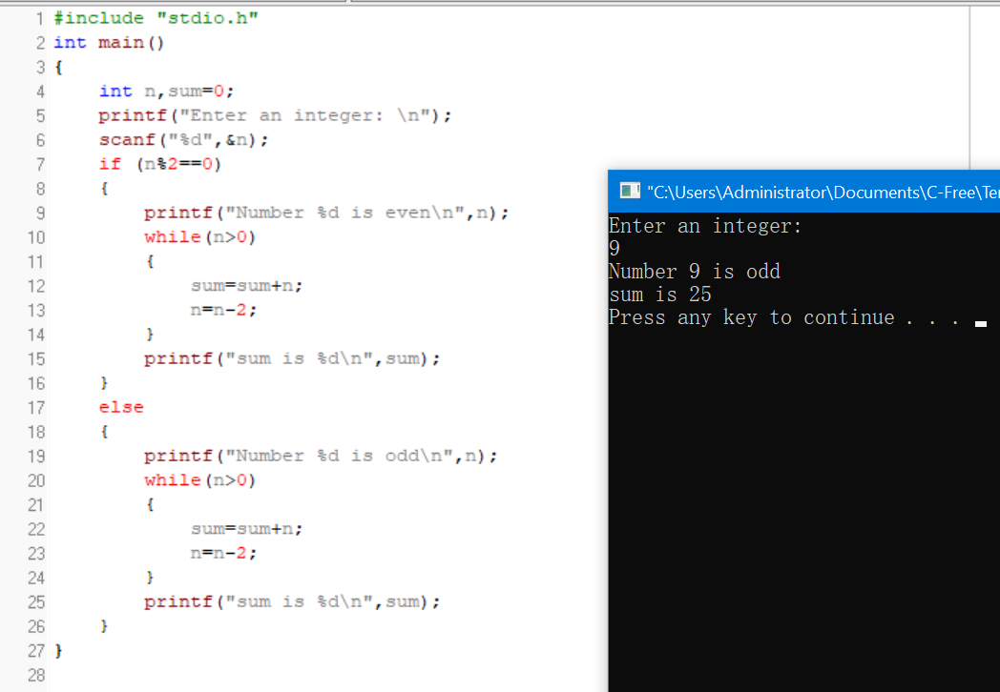 1 #include "stdio.h"
2 int main()
3 {
4     int n,sum=0;
5     printf("Enter an integer: \n");
6     scanf("%d",&n);
7     if (n%2==0)
8     {
9         printf("Number %d is even\n",n);
10         while(n>0)
11         {
12             sum=sum+n;
13             n=n-2;
14         }
15         printf("sum is %d\n",sum);
16     }
17     else
18     {
19         printf("Number %d is odd\n",n);
20         while(n>0)
21         {
22             sum=sum+n;
23             n=n-2;
24         }
25         printf("sum is %d\n",sum);
26     }
27 }
28
"C:\Users\Administrator\Documents\C-Free\Te
Enter an integer:
9
Number 9 is odd
sum is 25
Press any key to continue . . .